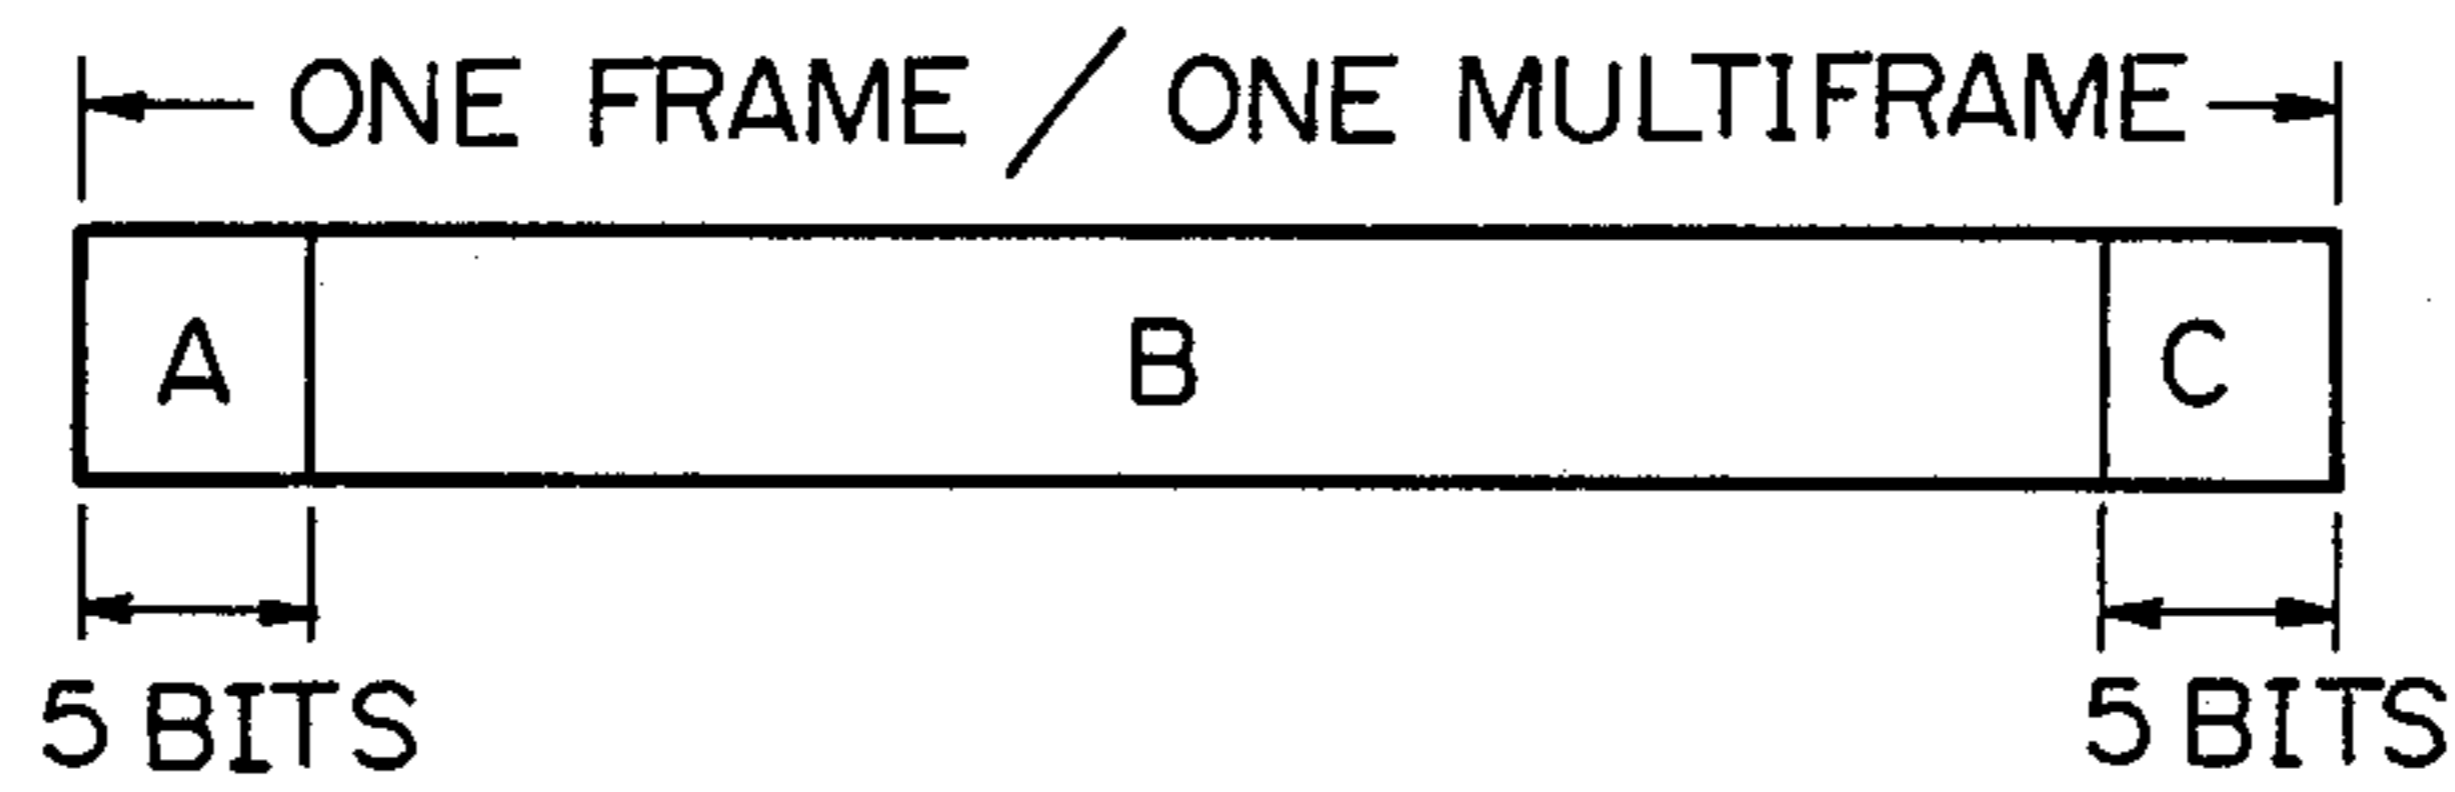 ONE FRAME / ONE MULTIFRAME
A B C
5 BITS 5 BITS